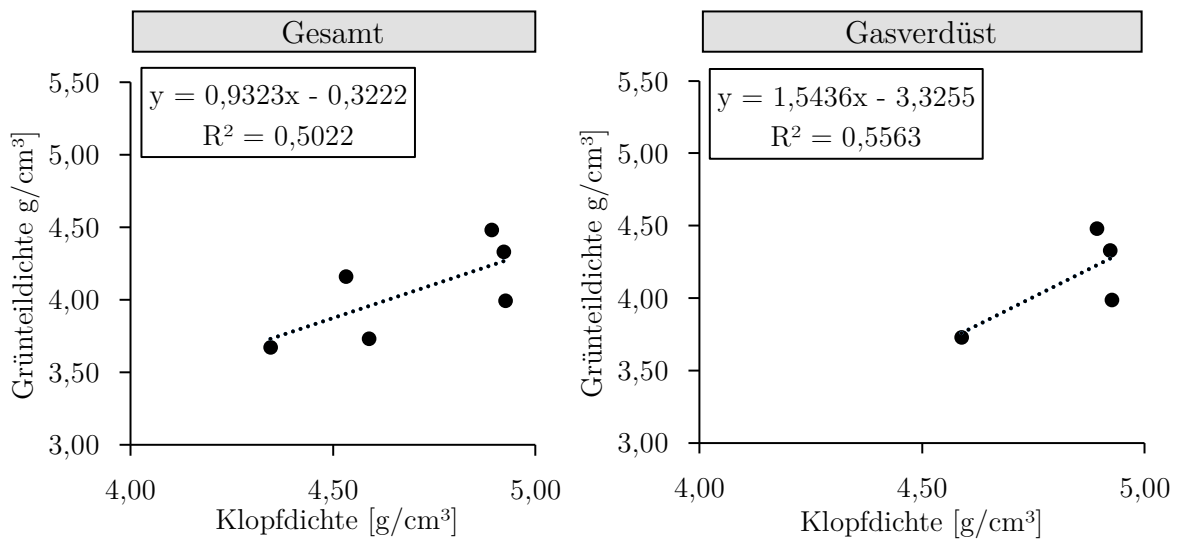 Gesamt
y = 0,9323x - 0,3222
R² = 0,5022
Grünteildichte g/cm³]
5,50
5,00
4,50
4,00
3,50
3,00
4,00
4,50
5,00
Klopfdichte [g/cm³]
Gasverdüst
y = 1,5436x - 3,3255
R² = 0,5563
Grünteildichte g/cm³]
5,50
5,00
4,50
4,00
3,50
3,00
4,00
4,50
5,00
Klopfdichte [g/cm³]